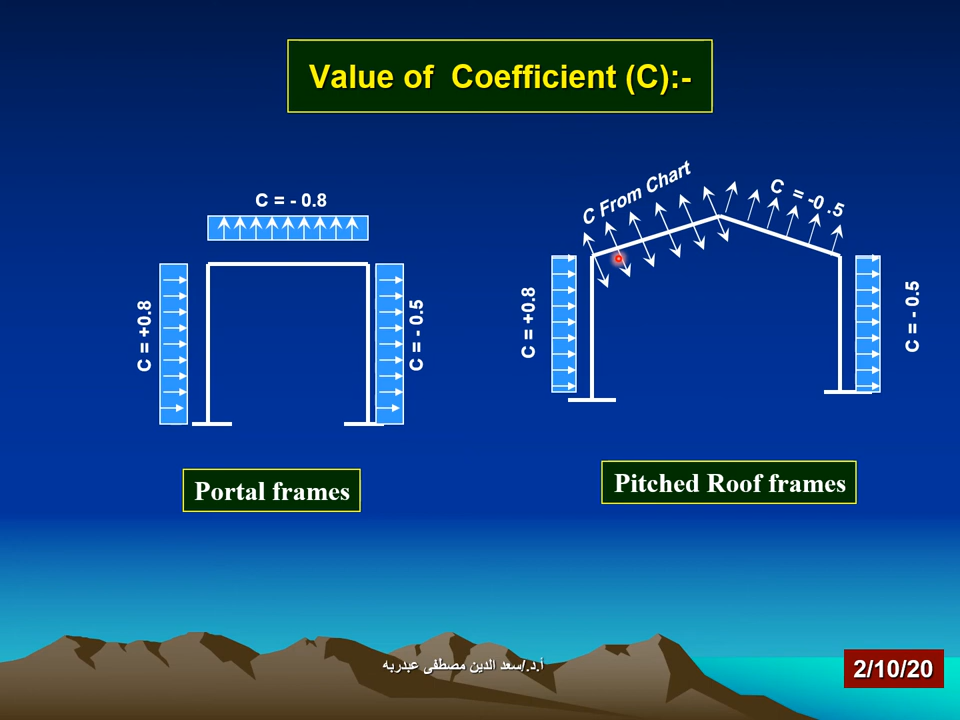 Value of Coefficient (C):-
C = - 0.8
C = +0.8
C = - 0.5
Portal frames
C From Chart
C = -0 .5
C = +0.8
C = - 0.5
Pitched Roof frames
أ.د./سعد الدين مصطفى عبدربه
2/10/20